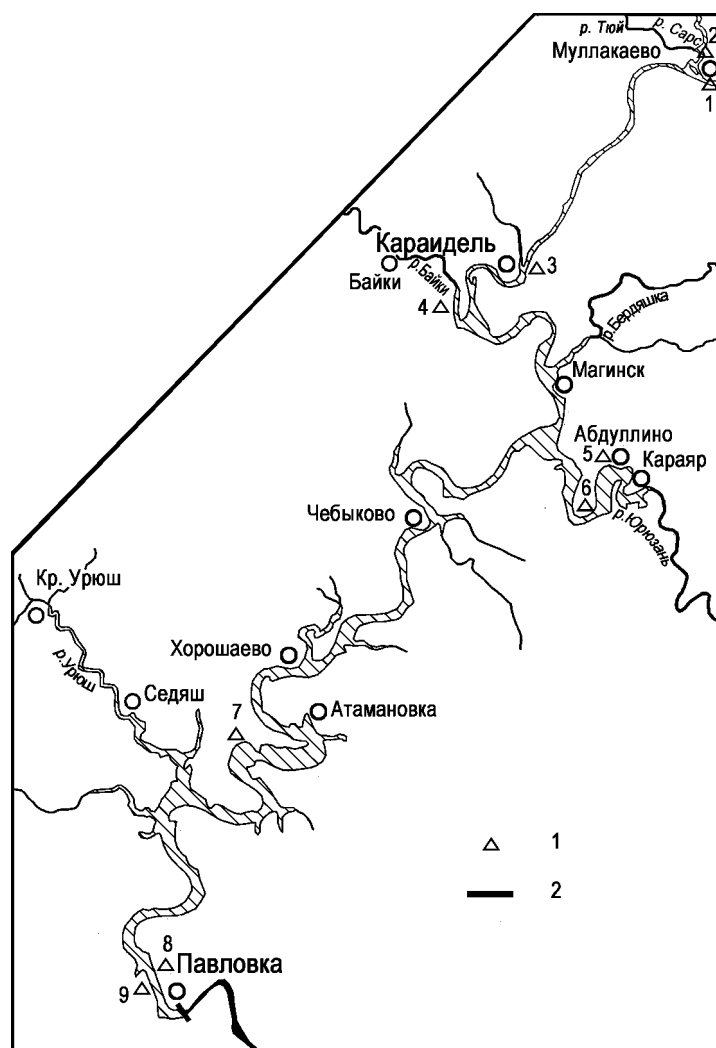 р. Тюй
р. Сарс
2
Муллакаево
1
Караидель
3
Байки
р.Байки
4
р.Бердяшка
Магинск
Абдуллино
5
Караяр
6
р.Юрюзань
Чебыково
Кр. Урюш
Хорошаево
р.Урюш
Седяш
7
Атамановка
1
2
8
Павловка
9